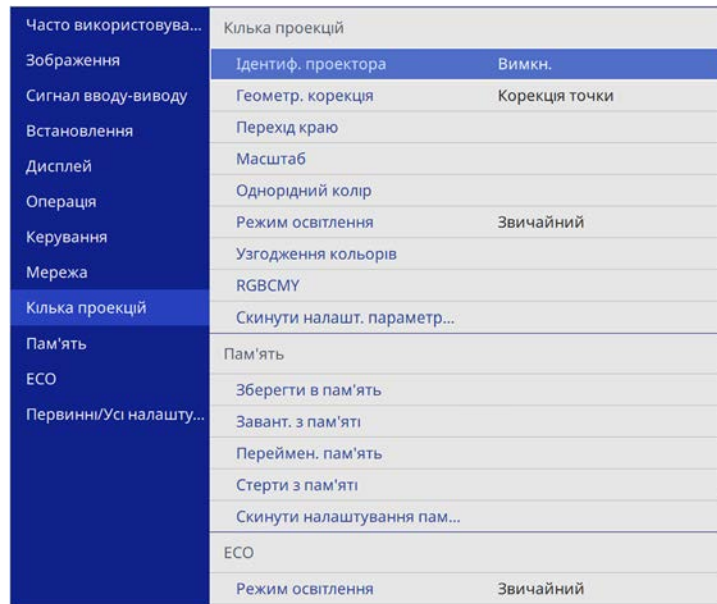 Часто використовува...
Зображення
Сигнал вводу-виводу
Встановлення
Дисплей
Операція
Керування
Мережа
Кілька проекцій
Пам'ять
ECO
Первинні/Усі налашту...
Кілька проекцій
Ідентиф. проектора Вимкн.
Геометр. корекція Корекція точки
Перехід краю
Масштаб
Однорідний колір
Режим освітлення Звичайний
Узгодження кольорів
RGBCMY
Скинути налашт. параметр...
Пам'ять
Зберегти в пам'ять
Завант. з пам'яті
Переймен. пам'ять
Стерти з пам'яті
Скинути налаштування пам...
ECO
Режим освітлення Звичайний